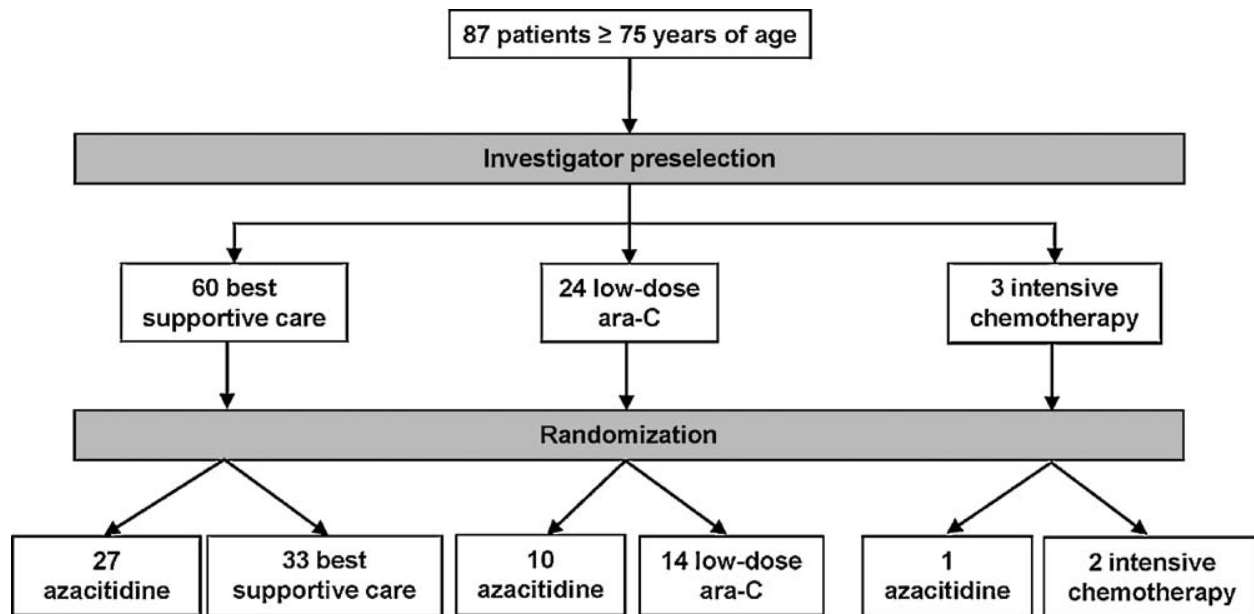 87 patients ≥ 75 years of age
Investigator preselection
60 best
supportive care
24 low-dose
ara-C
3 intensive
chemotherapy
Randomization
27
azacitidine
33 best
supportive care
10
azacitidine
14 low-dose
ara-C
1
azacitidine
2 intensive
chemotherapy